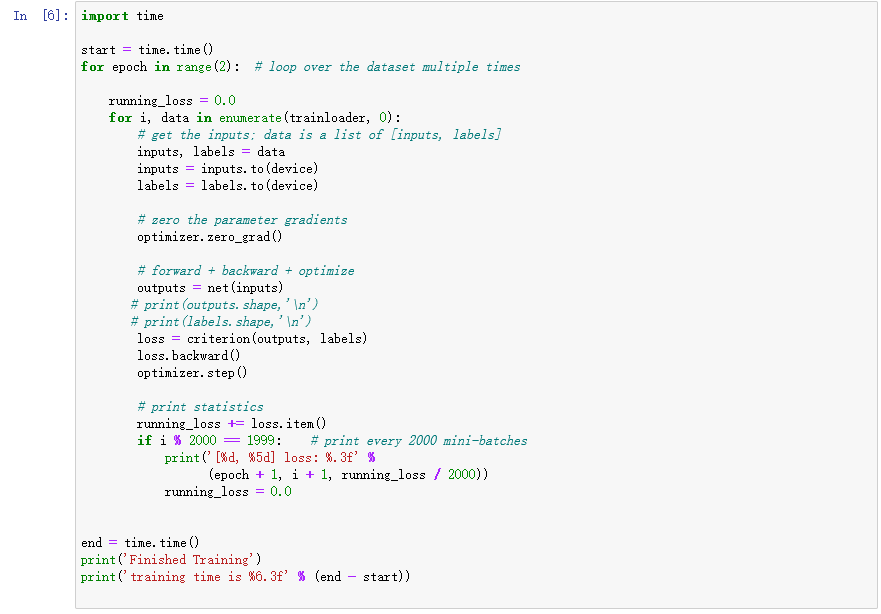 In [6]: import time
start = time.time()
for epoch in range(2):  # loop over the dataset multiple times
    running_loss = 0.0
    for i, data in enumerate(trainloader, 0):
        # get the inputs; data is a list of [inputs, labels]
        inputs, labels = data
        inputs = inputs.to(device)
        labels = labels.to(device)
        # zero the parameter gradients
        optimizer.zero_grad()
        # forward + backward + optimize
        outputs = net(inputs)
       # print(outputs.shape,'\n')
       # print(labels.shape,'\n')
        loss = criterion(outputs, labels)
        loss.backward()
        optimizer.step()
        # print statistics
        running_loss += loss.item()
        if i % 2000 == 1999:    # print every 2000 mini-batches
            print('[%d, %5d] loss: %.3f' %
                  (epoch + 1, i + 1, running_loss / 2000))
            running_loss = 0.0
end = time.time()
print('Finished Training')
print('training time is %6.3f' % (end - start))